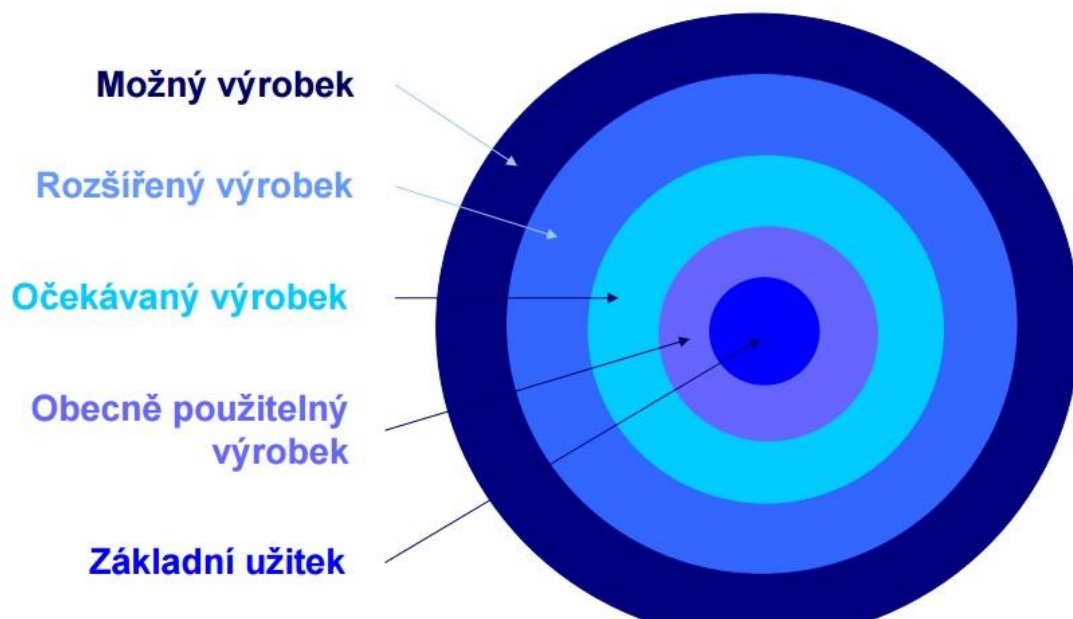 Možný výrobek
Rozšířený výrobek
Očekávaný výrobek
Obecně použitelný
výrobek
Základní užitek